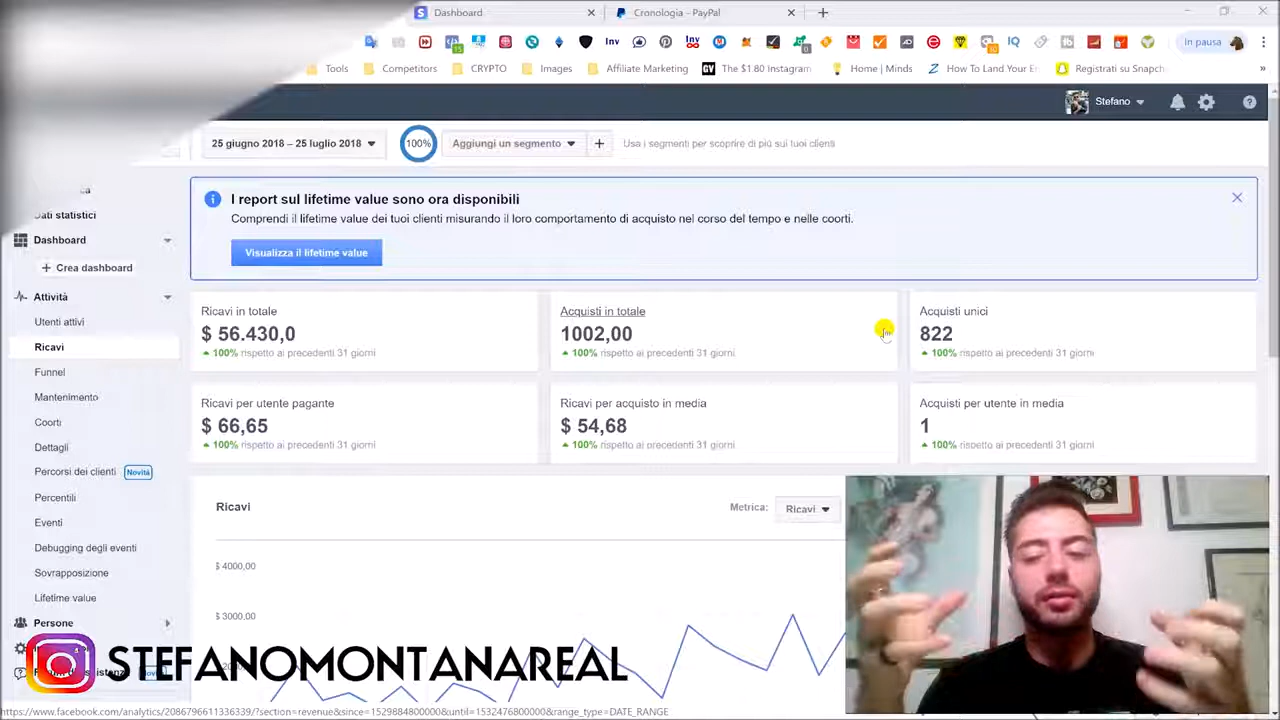 Dashboard
Cronologia - PayPal
Inv
Inv
IQ
In pausa
Tools
Competitors
CRYPTO
Images
Affiliate Marketing
GV
The $1.80 Instagram
Home | Minds
How To Land Your E
Registrati su Snapch
Stefano
25 giugno 2018 – 25 luglio 2018
100%
Aggiungi un segmento
Usa i segmenti per scoprire di più sui tuoi clienti
I report sul lifetime value sono ora disponibili
Comprendi il lifetime value dei tuoi clienti misurando il loro comportamento di acquisto nel corso del tempo e nelle coorti.
Visualizza il lifetime value
Dati statistici
Dashboard
+ Crea dashboard
Attività
Utenti attivi
Ricavi
Funnel
Mantenimento
Coorti
Dettagli
Percorsi dei clienti
Novità
Percentili
Eventi
Debugging degli eventi
Sovrapposizione
Lifetime value
Persone
Ricavi in totale
$ 56.430,0
100% rispetto ai precedenti 31 giorni
Acquisti in totale
1002,00
100% rispetto ai precedenti 31 giorni
Acquisti unici
822
100% rispetto ai precedenti 31 giorni
Ricavi per utente pagante
$ 66,65
100% rispetto ai precedenti 31 giorni
Ricavi per acquisto in media
$ 54,68
100% rispetto ai precedenti 31 giorni
Acquisti per utente in media
1
100% rispetto ai precedenti 31 giorni
Ricavi
Metrica:
Ricavi
$ 4000,00
$ 3000,00
STEFANOMONTANAREAL
https://www.facebook.com/analytics/2086796611336339/?section=revenue&since=1529884800000&until=1532476800000&range_type=DATE_RANGE